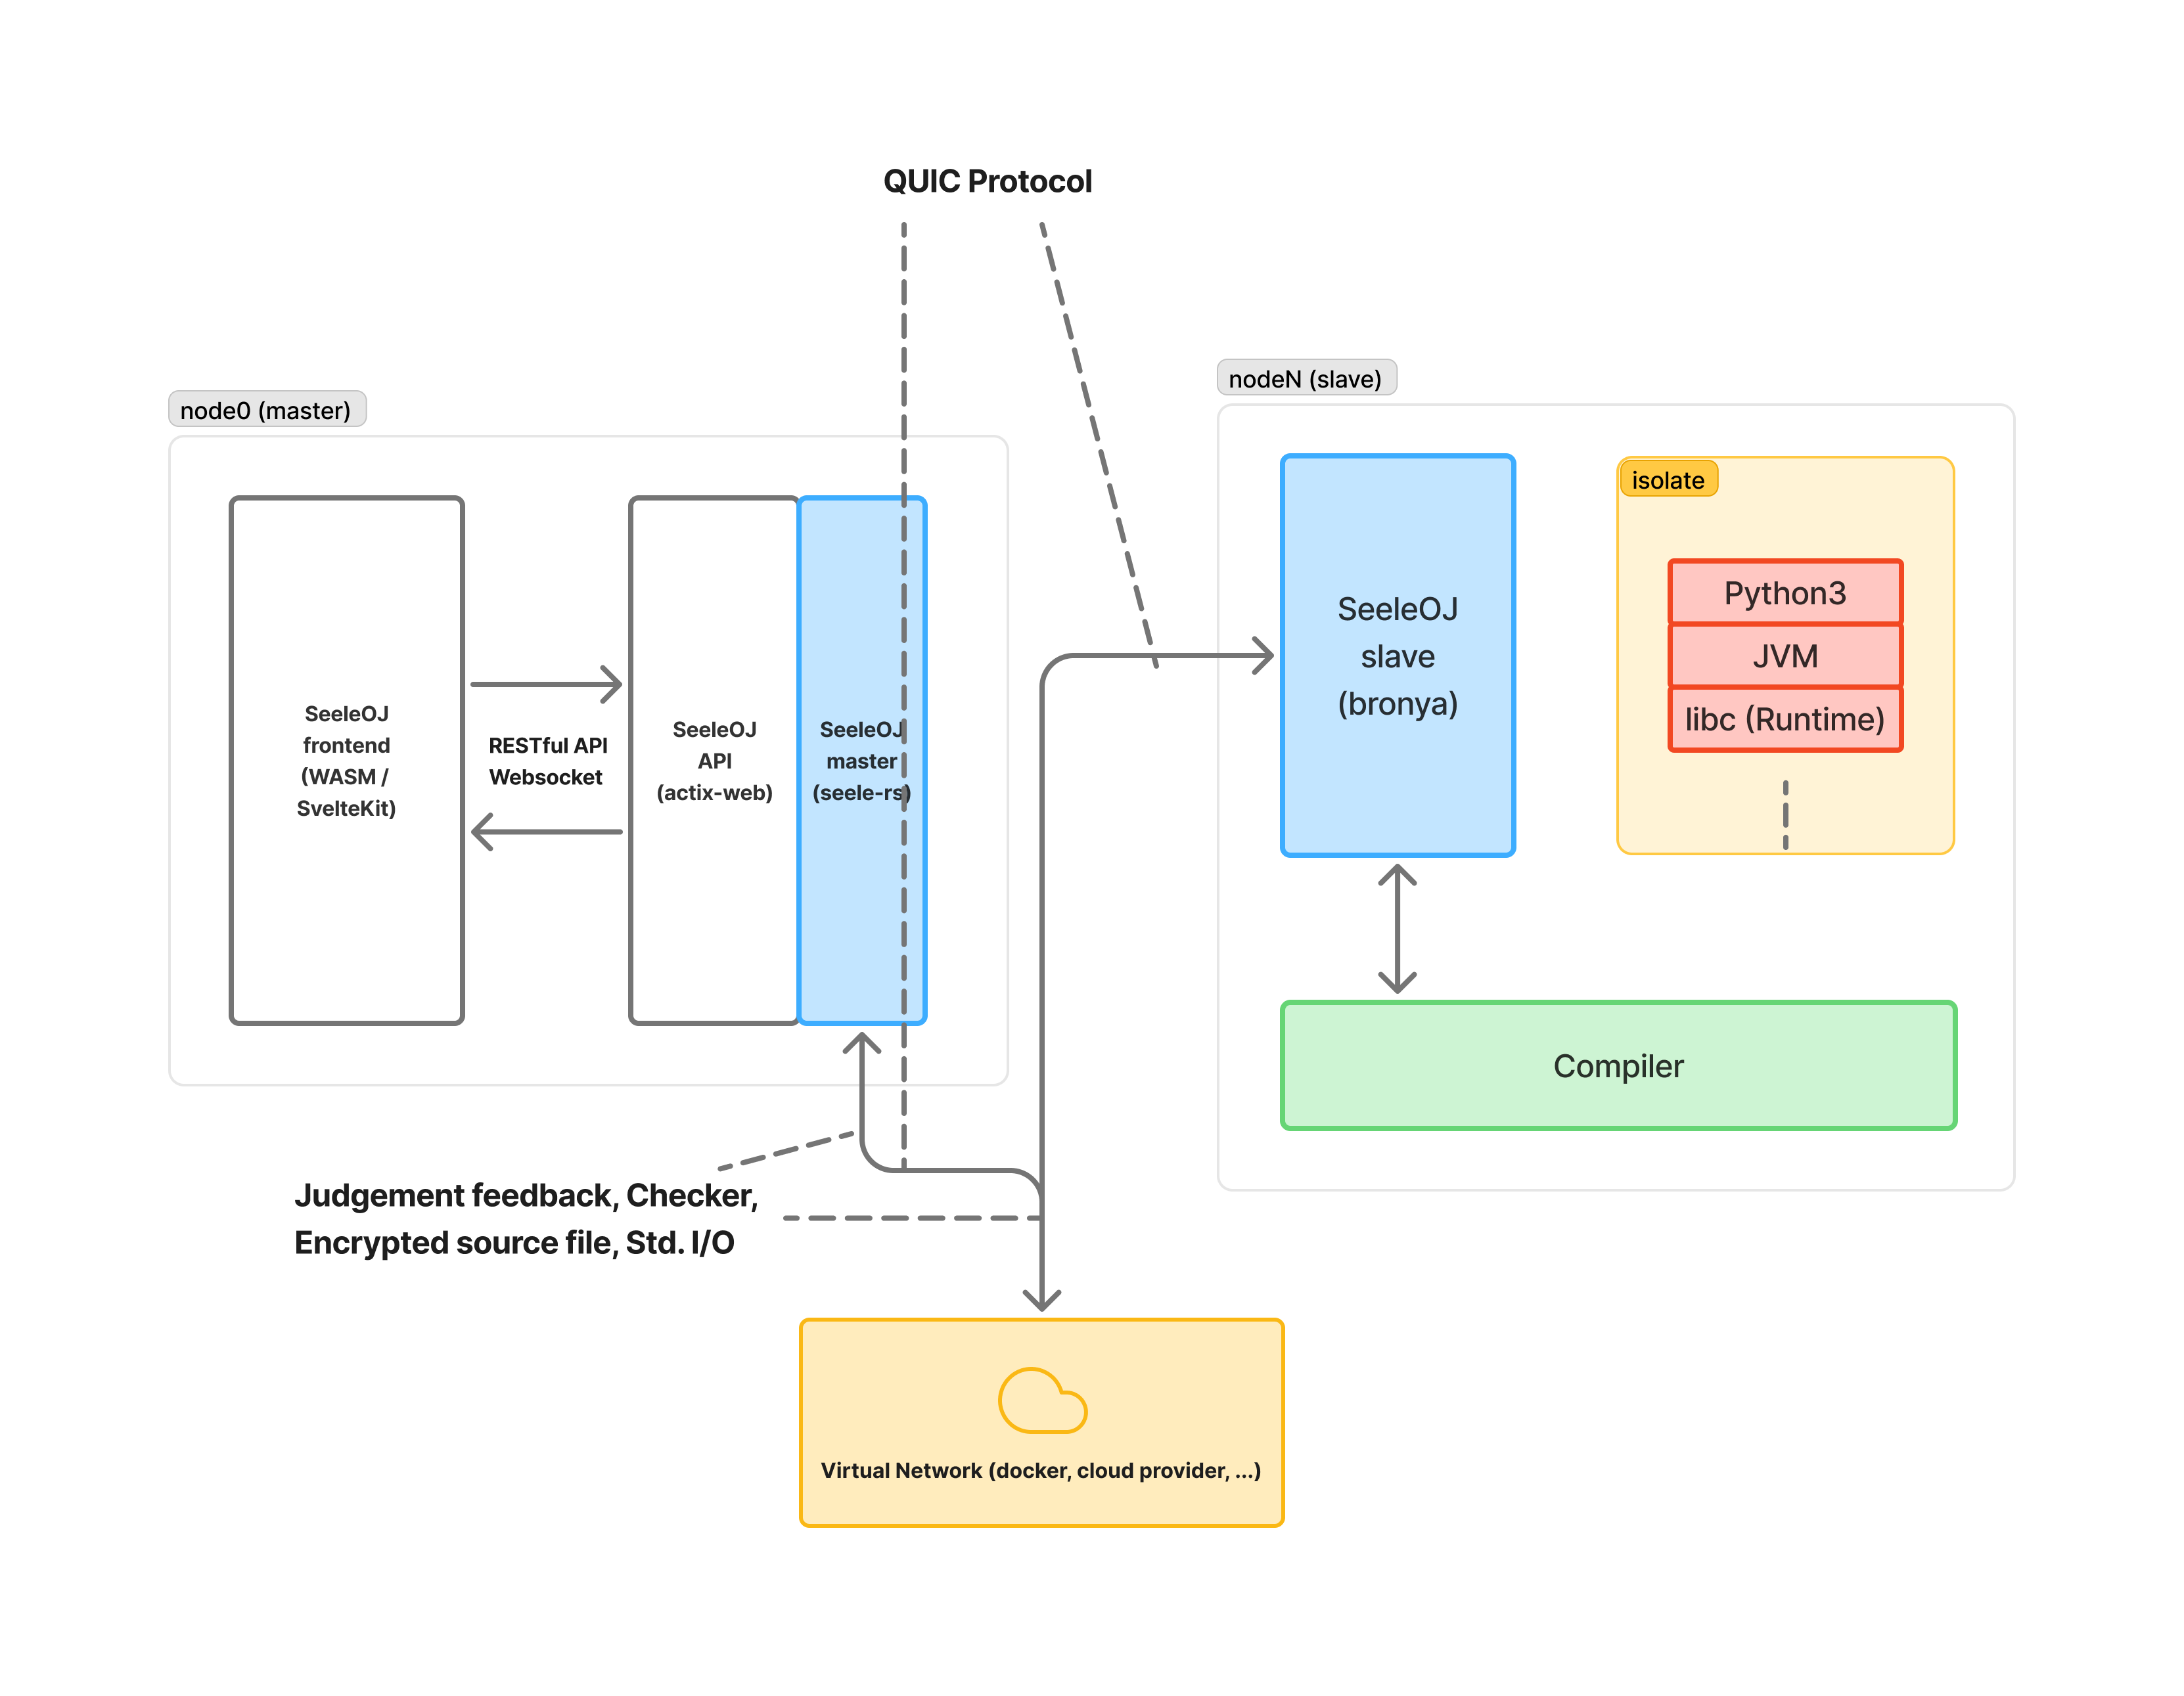 QUIC Protocol
node0 (master)
SeeleOJ
frontend
(WASM /
SvelteKit)
RESTful API
Websocket
SeeleOJ
API
(actix-web)
SeeleOJ
master
(seele-rs)
nodeN (slave)
SeeleOJ
slave
(bronya)
isolate
Python3
JVM
libc (Runtime)
Compiler
Judgement feedback, Checker,
Encrypted source file, Std. I/O
Virtual Network (docker, cloud provider, ...)